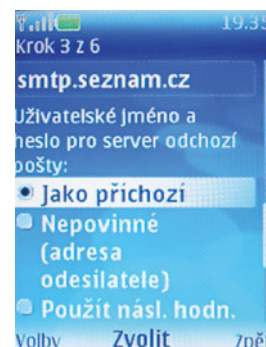 19.35
Krok 3 z 6
smtp.seznam.cz
Uživatelské jméno a
heslo pro server odchozí
pošty:
Jako příchozí
Nepovinné
(adresa
odesilatele)
Použít násl. hodn.
Volby Zvolit Zpě